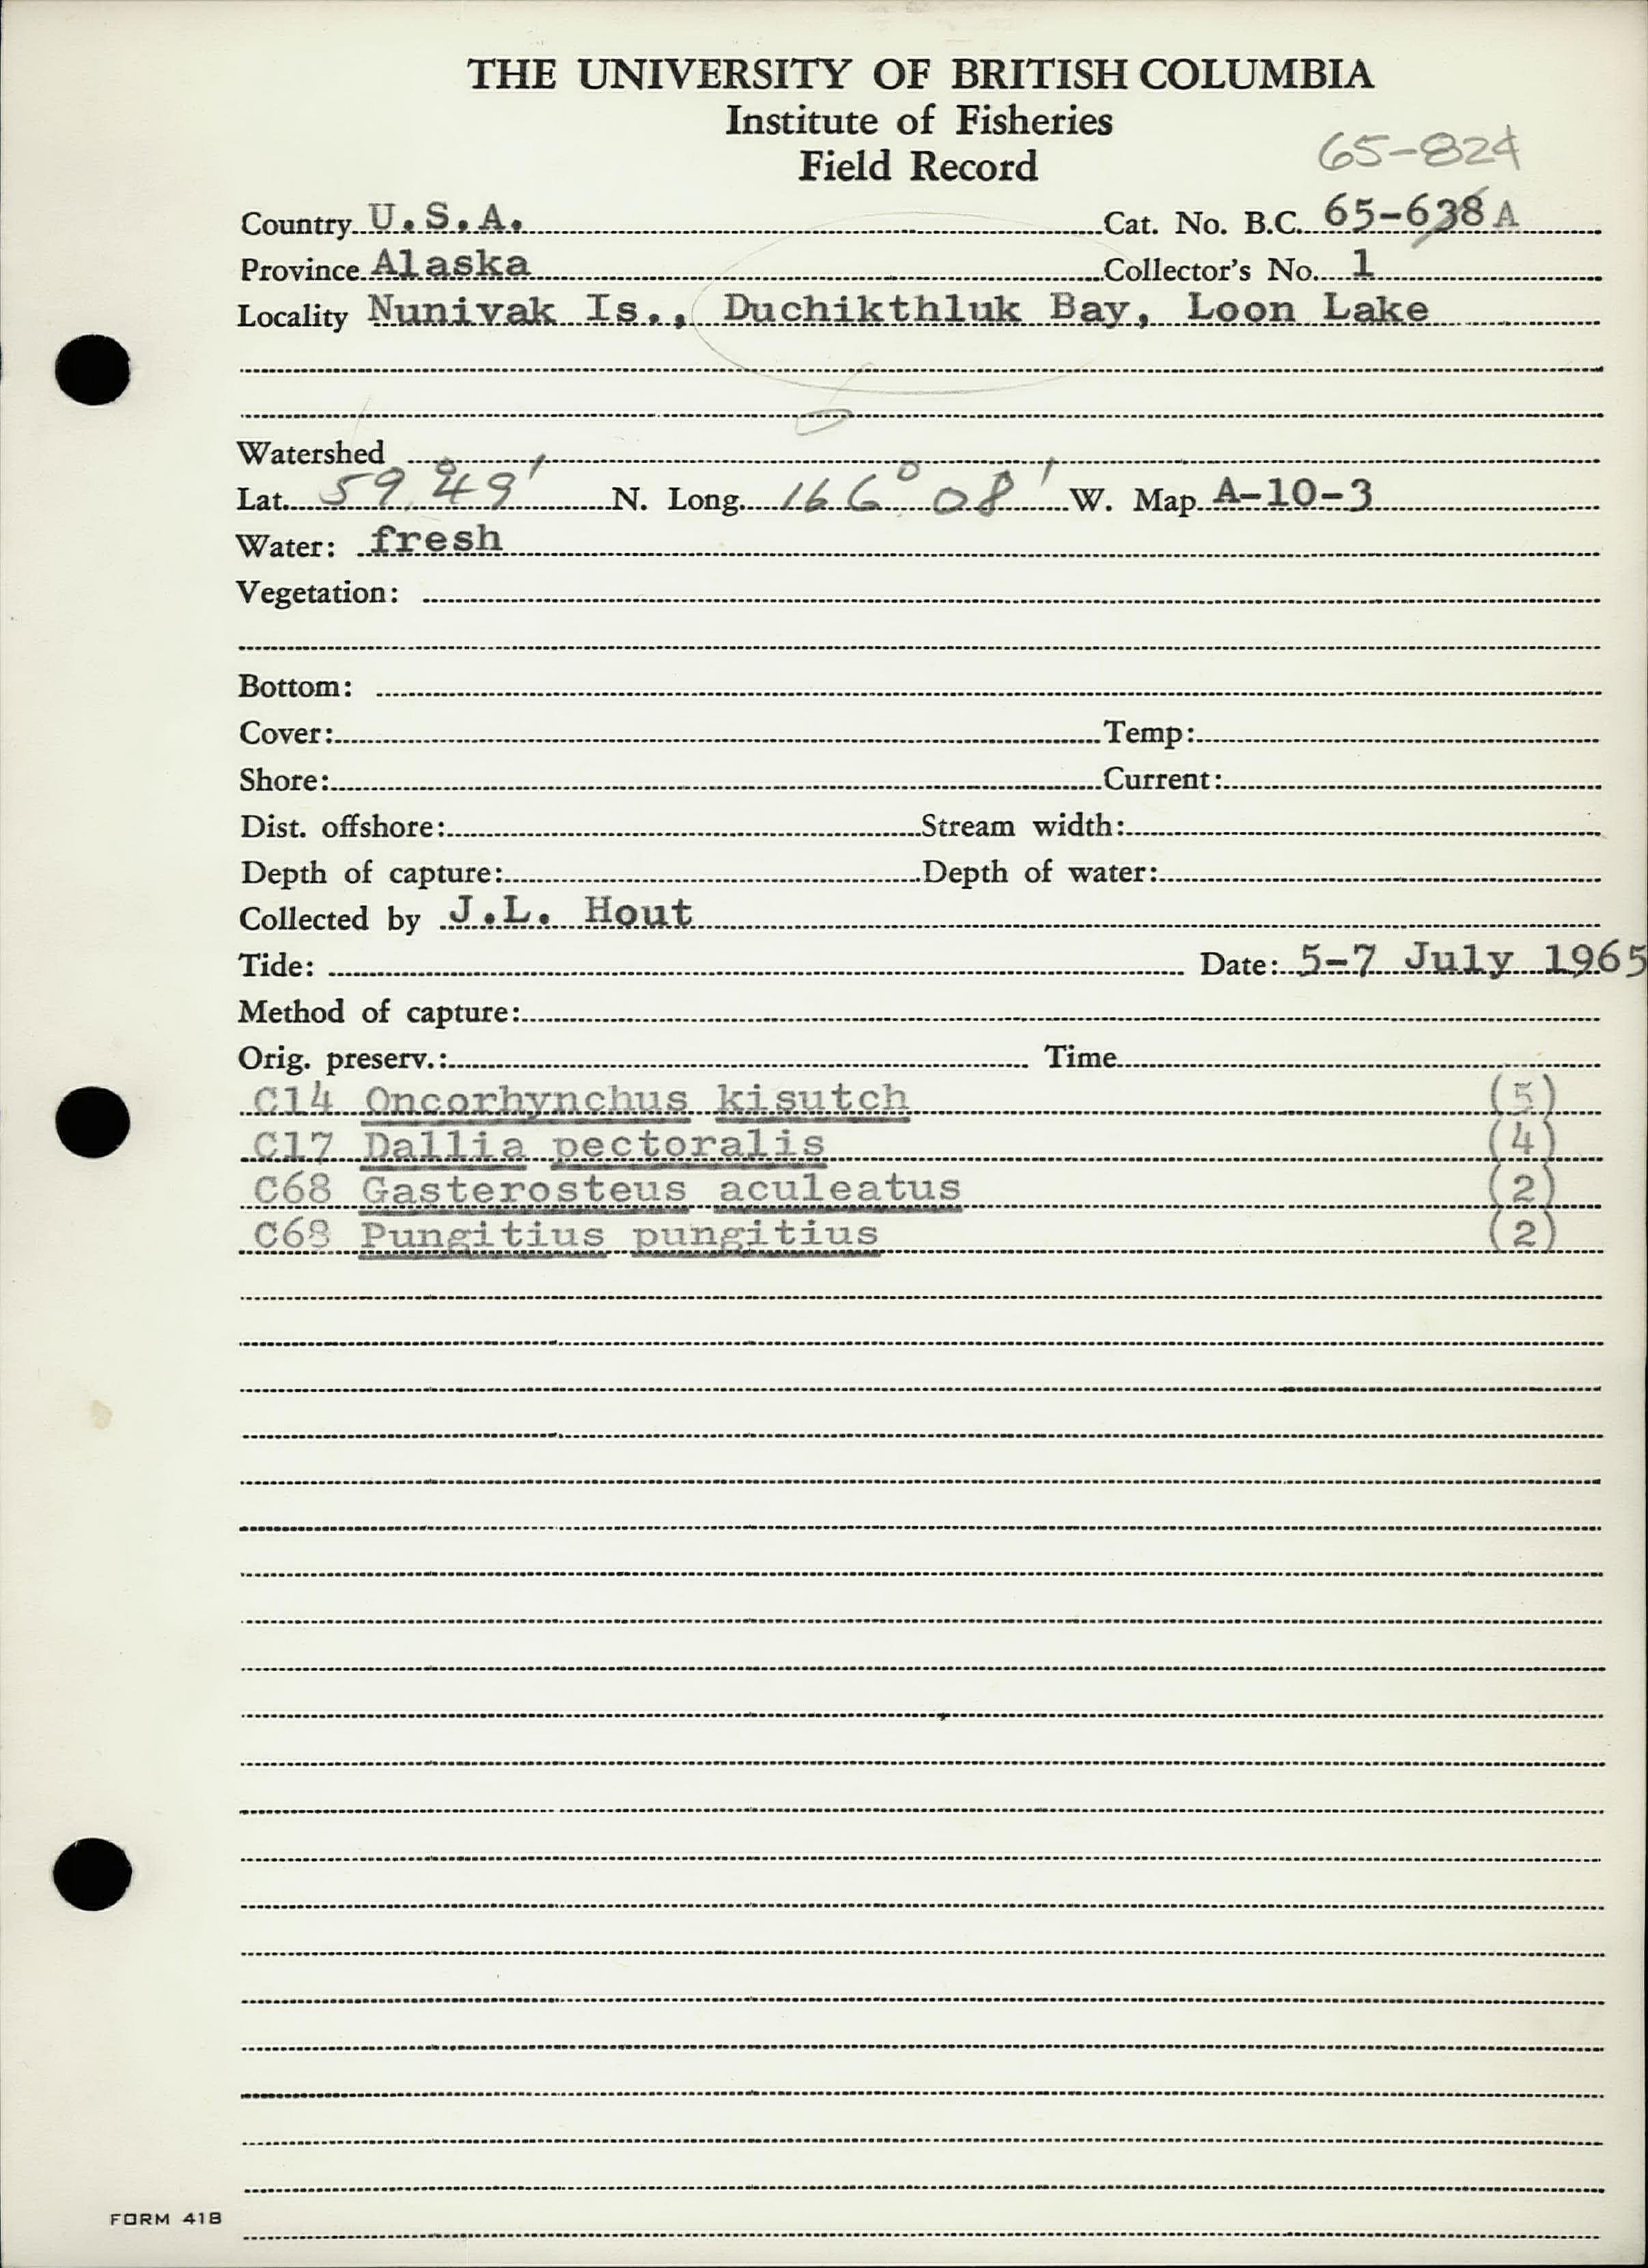 THE UNIVERSITY OF BRITISH COLUMBIA
Institute of Fisheries
Field Record
65-824
Country U.S.A. Cat. No. B.C. 65-638 A
Province Alaska Collector's No. 1
Locality Nunivak Is., Duchikthluk Bay, Loon Lake
Watershed
Lat. 59° 49' N. Long. 166° 08' W. Map A-10-3
Water: fresh
Vegetation:
Bottom:
Cover: Temp:
Shore: Current:
Dist. offshore: Stream width:
Depth of capture: Depth of water:
Collected by J.L. Hout
Tide: Date: 5-7 July 1965
Method of capture:
Orig. preserv.: Time
C14 Oncorhynchus kisutch (5)
C17 Dallia pectoralis (4)
C68 Gasterosteus aculeatus (2)
C68 Pungitius pungitius (2)
FORM 418